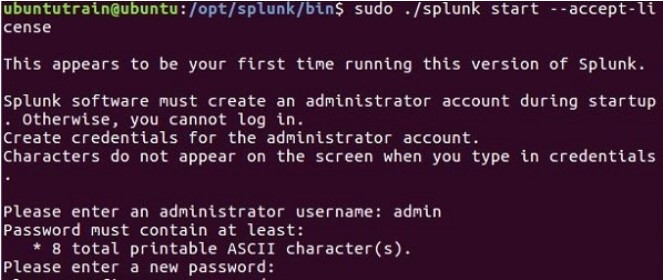 ubuntutrain@ubuntu:/opt/splunk/bin$ sudo ./splunk start --accept-li
cense
This appears to be your first time running this version of Splunk.
Splunk software must create an administrator account during startup
. Otherwise, you cannot log in.
Create credentials for the administrator account.
Characters do not appear on the screen when you type in credentials
.
Please enter an administrator username: admin
Password must contain at least:
* 8 total printable ASCII character(s).
Please enter a new password: